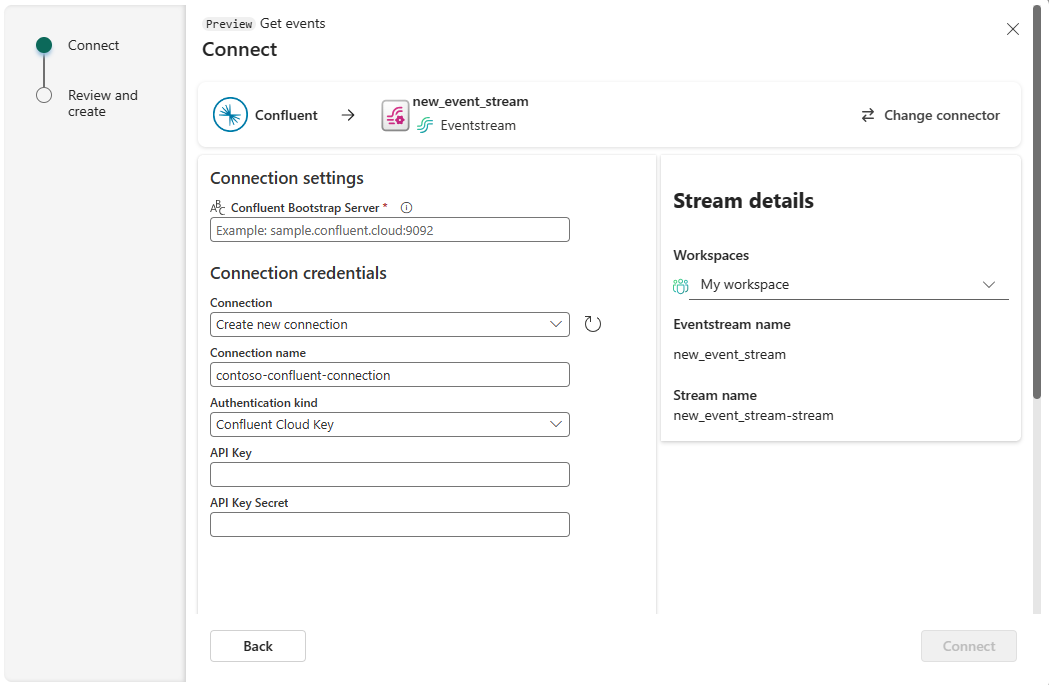 Connect
Review and
create
Preview Get events
Connect
Confluent
new_event_stream
Eventstream
Change connector
Connection settings
ABC Confluent Bootstrap Server *
Example: sample.confluent.cloud:9092
Connection credentials
Connection
Create new connection
Connection name
contoso-confluent-connection
Authentication kind
Confluent Cloud Key
API Key
API Key Secret
Stream details
Workspaces
My workspace
Eventstream name
new_event_stream
Stream name
new_event_stream-stream
Back
Connect